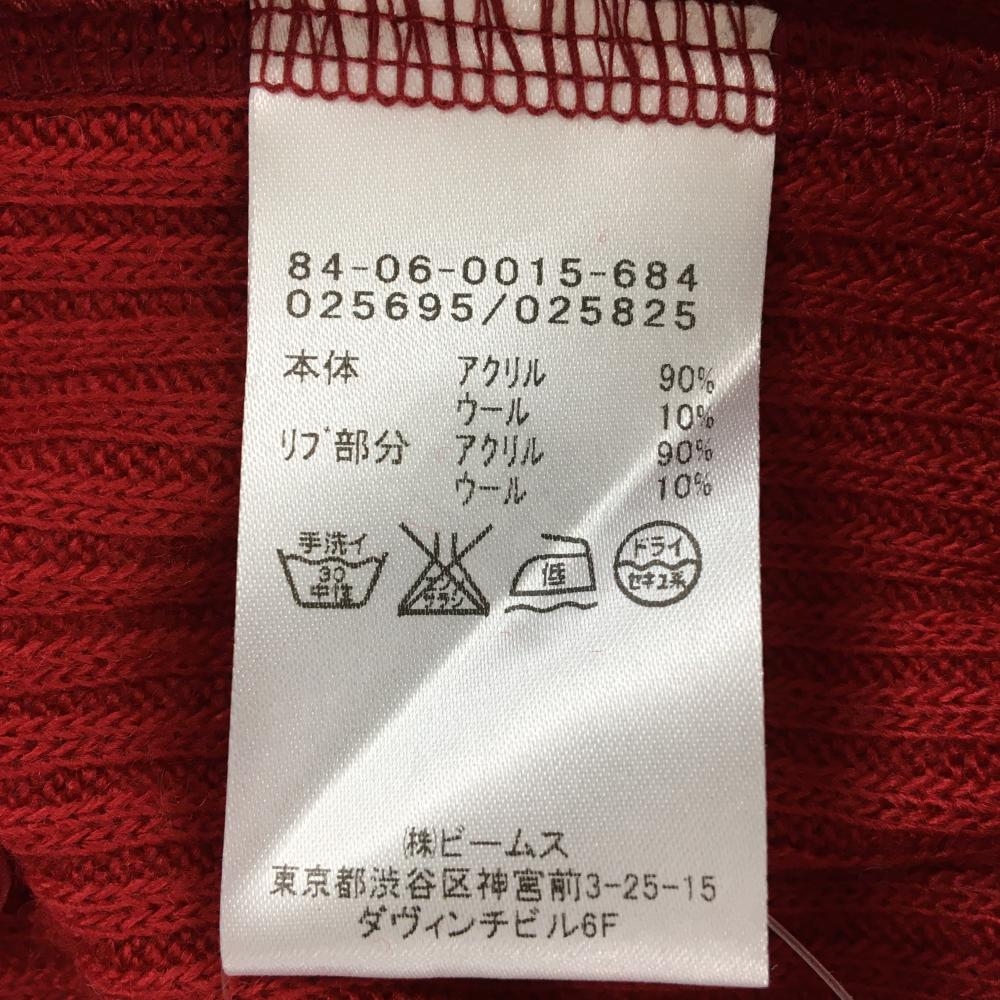 84-06-0015-684
025695/025825
本体 アクリル 90%
ウール 10%
リブ部分 アクリル 90%
ウール 10%
手洗イ
30
中性
エンソ
サラシ
低
ドライ
セキユ系
㈱ビームス
東京都渋谷区神宮前3-25-15
ダヴィンチビル6F